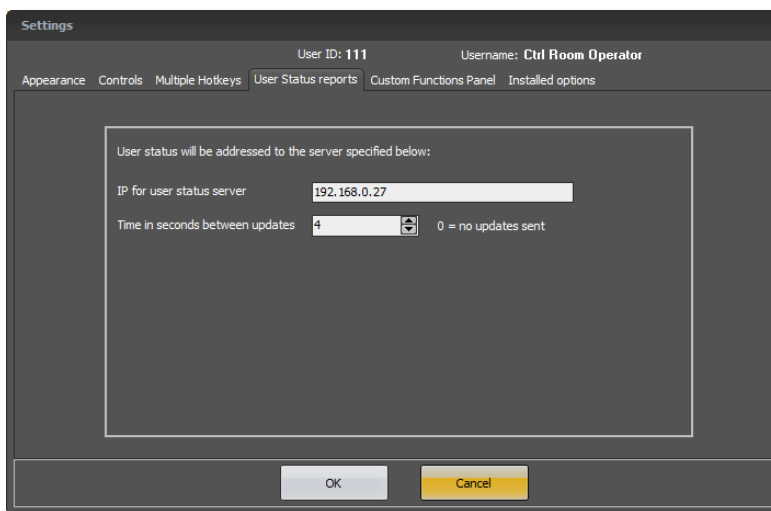 Settings
User ID: 111 Username: Ctrl Room Operator
Appearance Controls Multiple Hotkeys User Status reports Custom Functions Panel Installed options
User status will be addressed to the server specified below:
IP for user status server 192.168.0.27
Time in seconds between updates 4 0 = no updates sent
OK Cancel